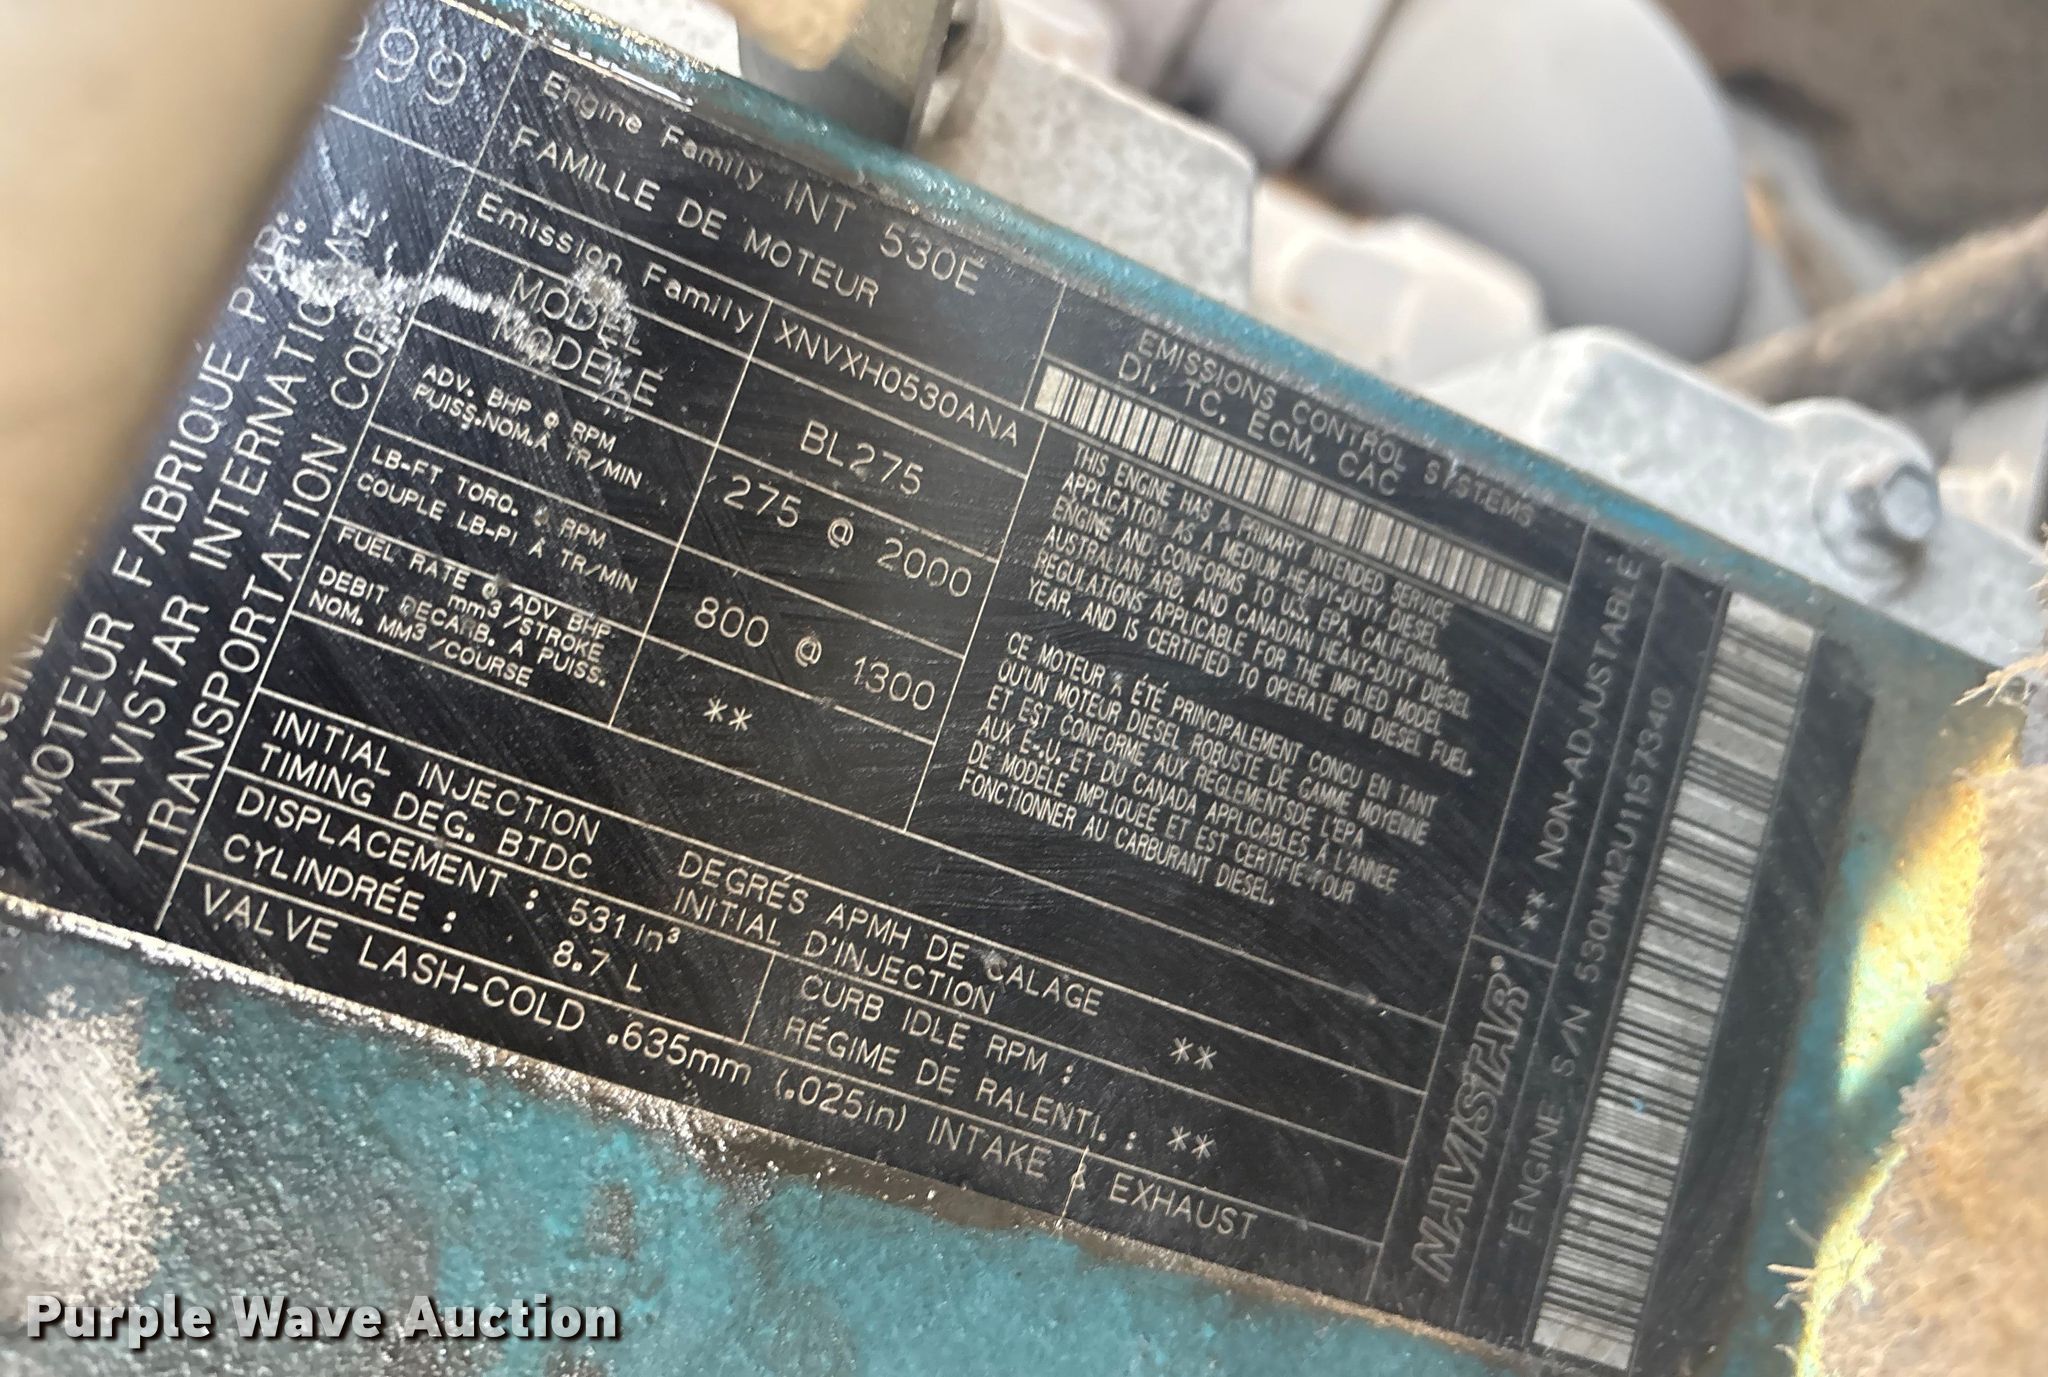 999
MOTEUR FABRIQUE PAR:
NAVISTAR INTERNATIONAL
TRANSPORTATION CORP.
Engine Family INT 530E
FAMILLE DE MOTEUR
Emission Family XNVXH0530ANA
MODEL
MODELE
BL275
ADV. BHP @ RPM
PUISS.NOM.A TR/MIN
275 @ 2000
LB-FT TORQ. @ RPM
COUPLE LB-PI A TR/MIN
800 @ 1300
FUEL RATE @ ADV BHP-
mm3/STROKE
DEBIT DECARB. A PUISS.
NOM. MM3/COURSE
**
INITIAL INJECTION
TIMING DEG. BTDC
DEGRÉS APMH DE CALAGE
INITIAL D'INJECTION
**
DISPLACEMENT : 531 in³
CYLINDRÉE : 8.7 L
CURB IDLE RPM :
RÉGIME DE RALENTI. : **
VALVE LASH-COLD .635mm (.025in) INTAKE & EXHAUST
EMISSIONS CONTROL SYSTEMS
DI, TC, ECM, CAC
THIS ENGINE HAS A PRIMARY INTENDED SERVICE
APPLICATION AS A MEDIUM HEAVY-DUTY DIESEL
ENGINE AND CONFORMS TO U.S. EPA, CALIFORNIA.
AUSTRALIAN ARD, AND CANADIAN HEAVY-DUTY DIESEL
REGULATIONS APPLICABLE FOR THE IMPLIED MODEL
YEAR, AND IS CERTIFIED TO OPERATE ON DIESEL FUEL.
CE MOTEUR A ÉTÉ PRINCIPALEMENT CONCU EN TANT
QU'UN MOTEUR DIESEL ROBUSTE DE GAMME MOYENNE
ET EST CONFORME AUX REGLEMENTSDE L'EPA
AUX E.-U. ET DU CANADA APPLICABLES, A L'ANNEE
DE MODÈLE IMPLIQUÉE ET EST CERTIFIE POUR
FONCTIONNER AU CARBURANT DIESEL.
** NON-ADJUSTABLE
NAVISTAR®
ENGINE S/N 530HM2U1157340
Purple Wave Auction